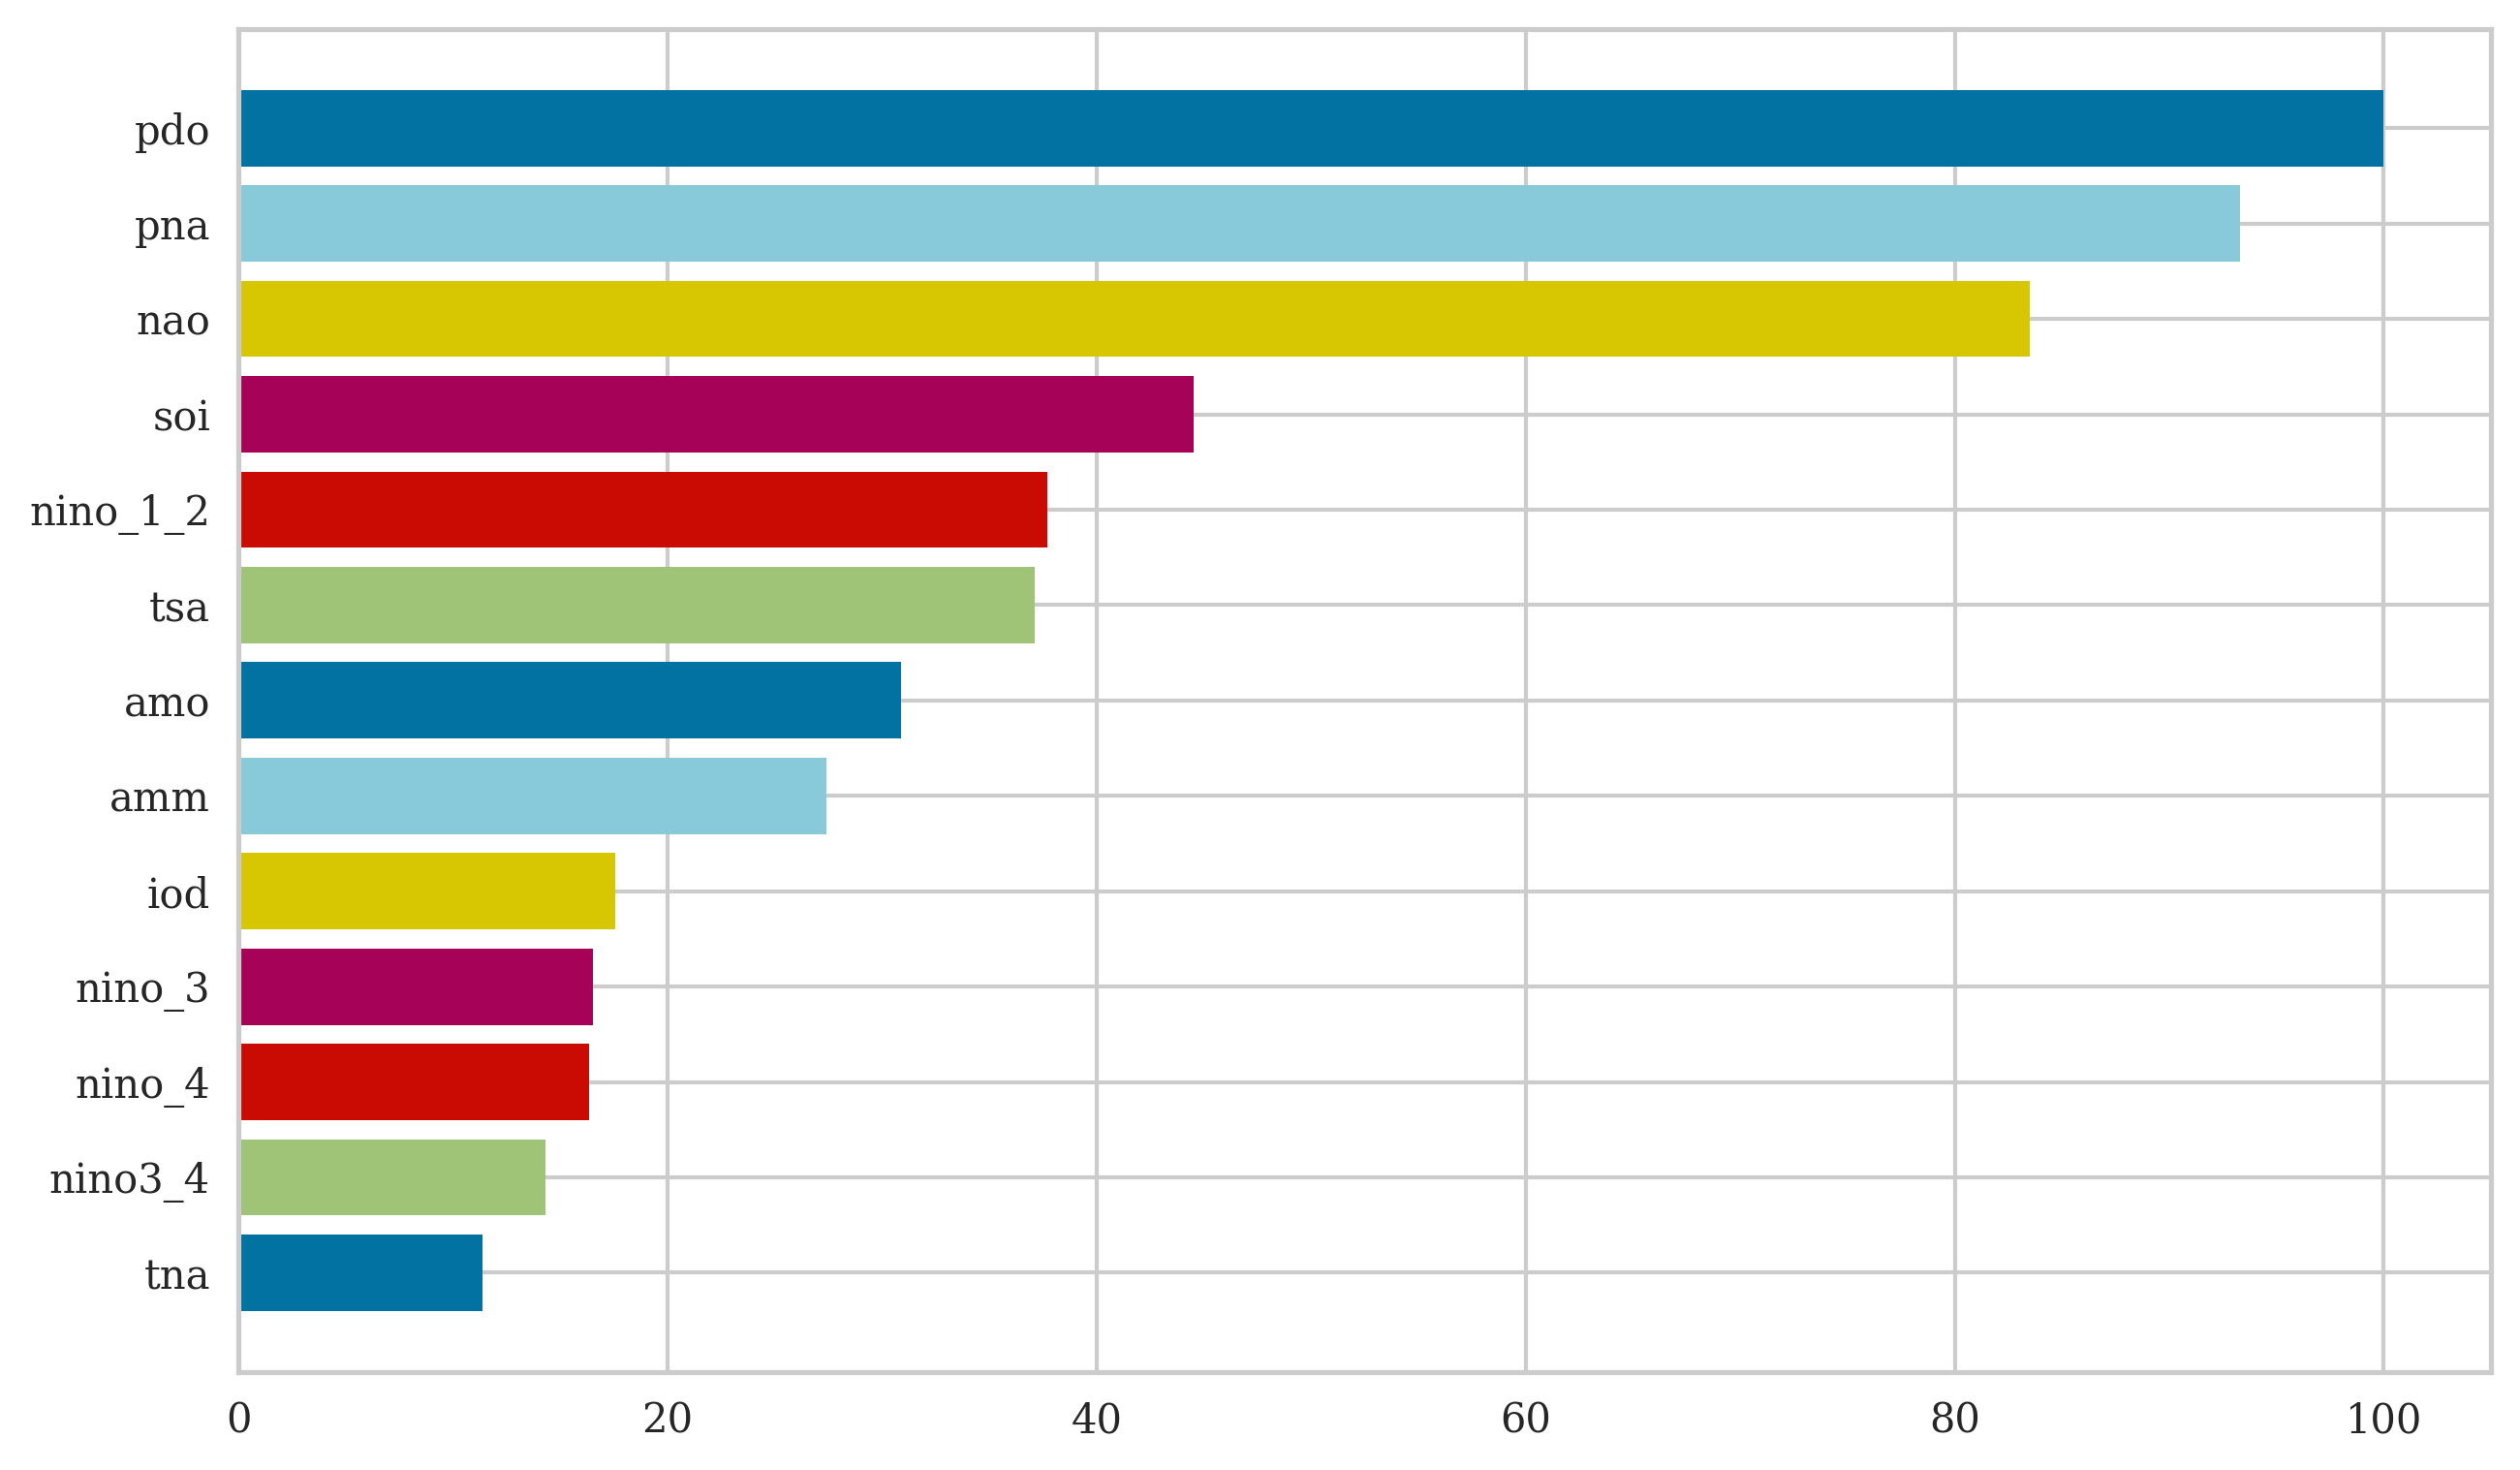 pdo
pna
nao
soi
nino_1_2
tsa
amo
amm
iod
nino_3
nino_4
nino3_4
tna
0 20 40 60 80 100